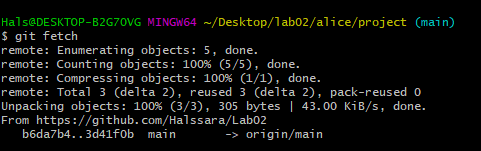 Hals@DESKTOP-B2G7OVG MINGW64 ~/Desktop/lab02/alice/project (main)
$ git fetch
remote: Enumerating objects: 5, done.
remote: Counting objects: 100% (5/5), done.
remote: Compressing objects: 100% (1/1), done.
remote: Total 3 (delta 2), reused 3 (delta 2), pack-reused 0
Unpacking objects: 100% (3/3), 305 bytes | 43.00 KiB/s, done.
From https://github.com/Halssara/Lab02
   b6da7b4..3d41f0b  main       -> origin/main